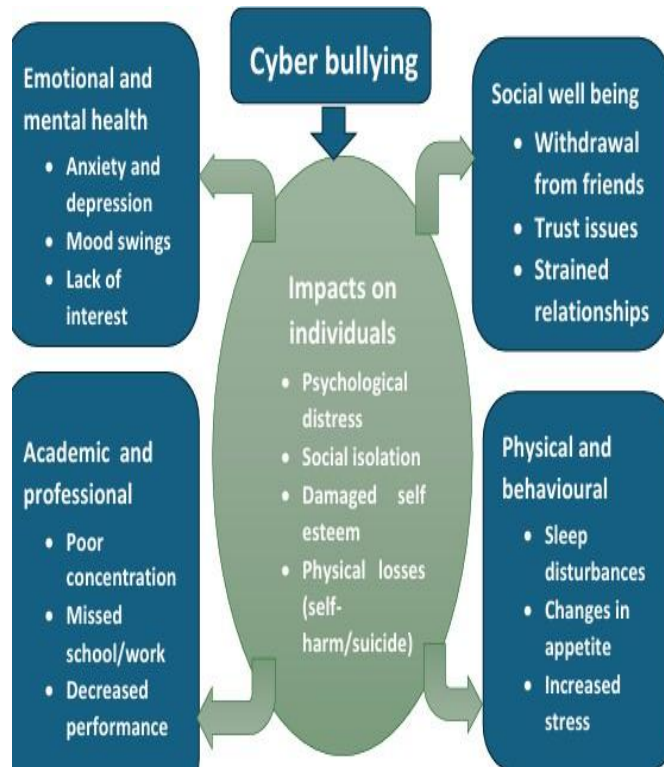 Cyber bullying
Emotional and
mental health
• Anxiety and
depression
• Mood swings
• Lack of
interest
Social well being
• Withdrawal
from friends
• Trust issues
• Strained
relationships
Impacts on
individuals
• Psychological
distress
• Social isolation
• Damaged self
esteem
• Physical losses
(self-
harm/suicide)
Academic and
professional
• Poor
concentration
• Missed
school/work
• Decreased
performance
Physical and
behavioural
• Sleep
disturbances
• Changes in
appetite
• Increased
stress